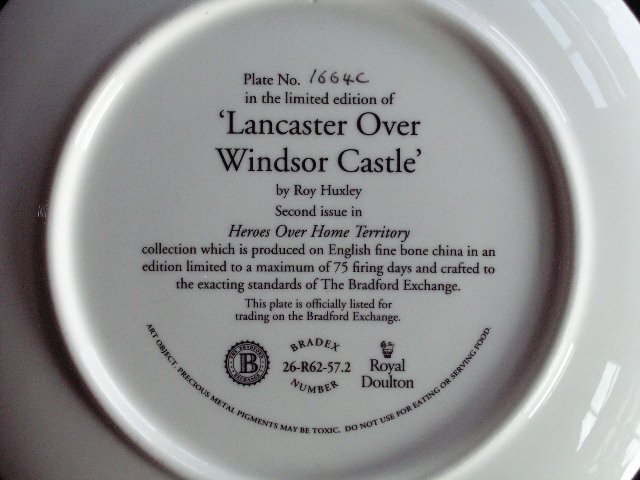 Plate No. 1664C
in the limited edition of
‘Lancaster Over
Windsor Castle’
by Roy Huxley
Second issue in
Heroes Over Home Territory
collection which is produced on English fine bone china in an
edition limited to a maximum of 75 firing days and crafted to
the exacting standards of The Bradford Exchange.
This plate is officially listed for
trading on the Bradford Exchange.
THE BRADFORD EXCHANGE
B
BRADEX
26-R62-57.2
NUMBER
Royal
Doulton
ART OBJECT. PRECIOUS METAL PIGMENTS MAY BE TOXIC. DO NOT USE FOR EATING OR SERVING FOOD.